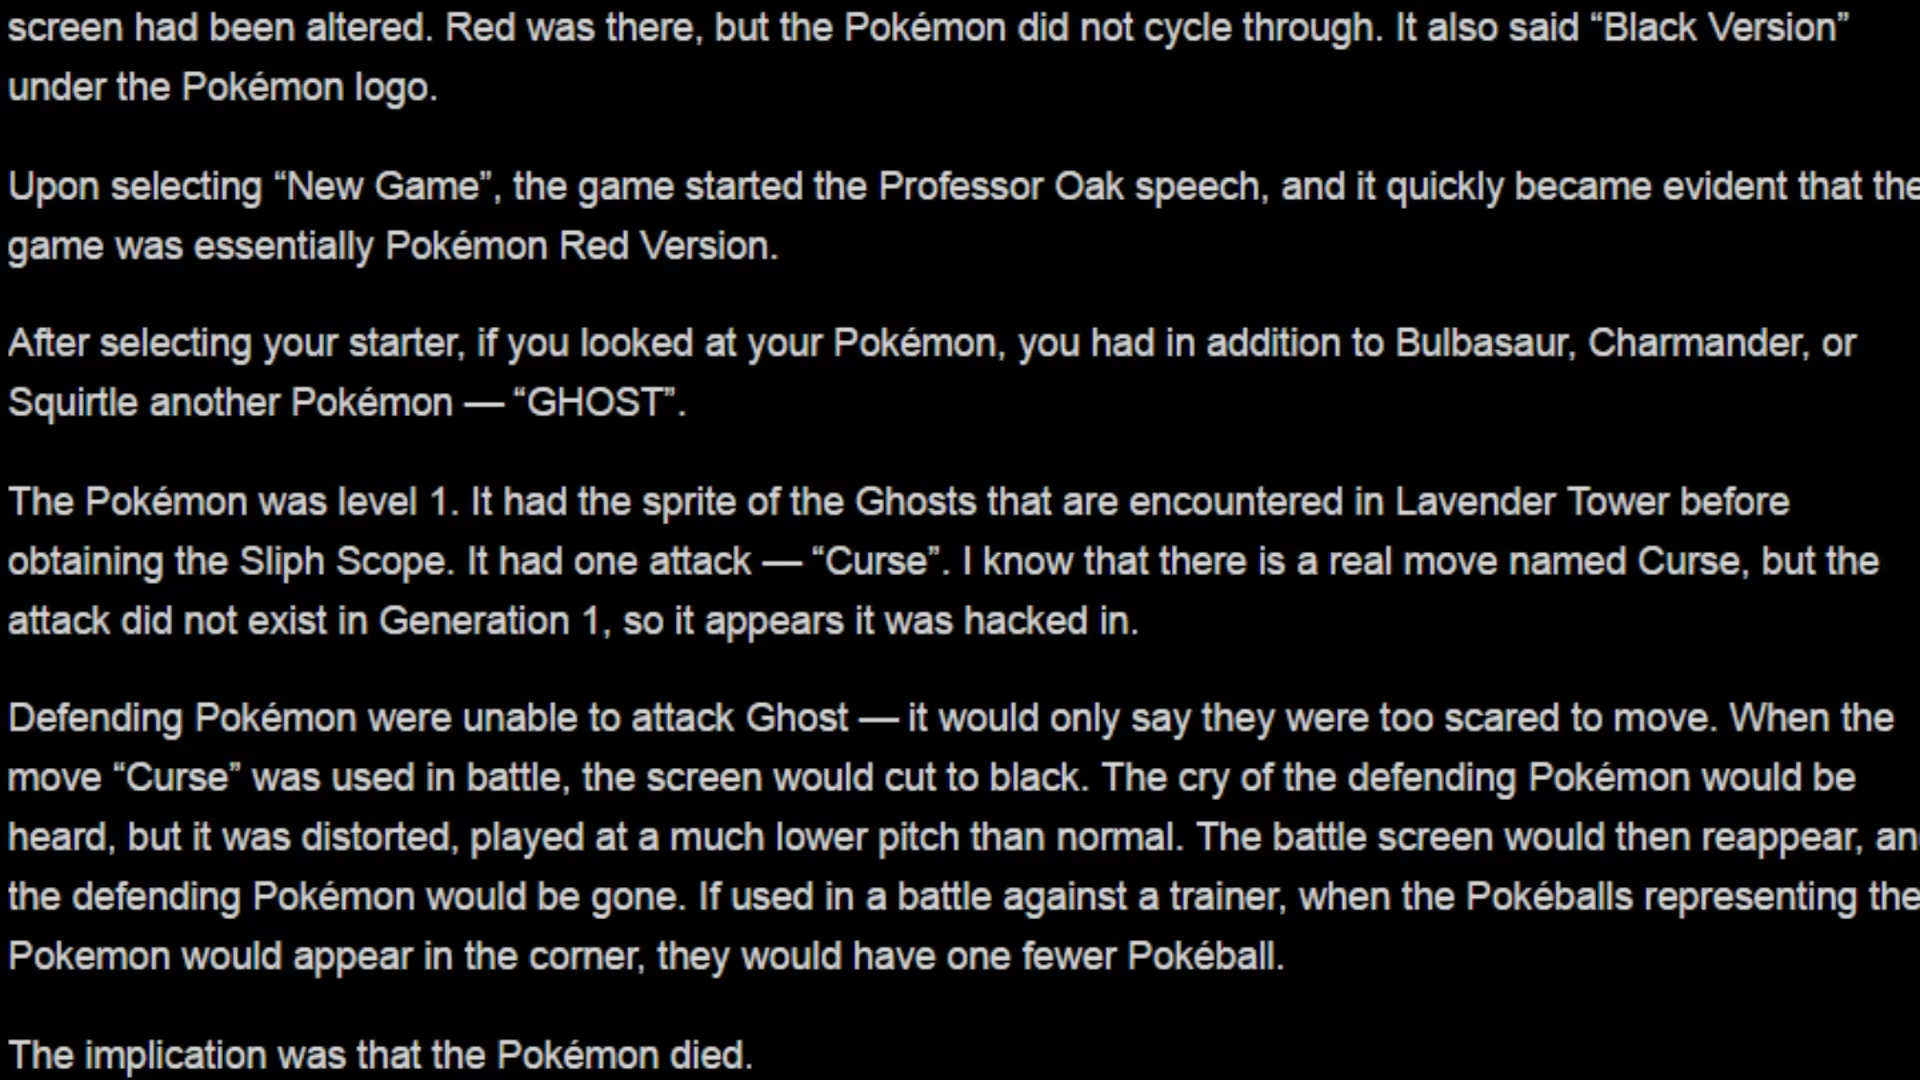 screen had been altered. Red was there, but the Pokémon did not cycle through. It also said “Black Version”
under the Pokémon logo.
Upon selecting “New Game”, the game started the Professor Oak speech, and it quickly became evident that the
game was essentially Pokémon Red Version.
After selecting your starter, if you looked at your Pokémon, you had in addition to Bulbasaur, Charmander, or
Squirtle another Pokémon — “GHOST”.
The Pokémon was level 1. It had the sprite of the Ghosts that are encountered in Lavender Tower before
obtaining the Sliph Scope. It had one attack — “Curse”. I know that there is a real move named Curse, but the
attack did not exist in Generation 1, so it appears it was hacked in.
Defending Pokémon were unable to attack Ghost — it would only say they were too scared to move. When the
move “Curse” was used in battle, the screen would cut to black. The cry of the defending Pokémon would be
heard, but it was distorted, played at a much lower pitch than normal. The battle screen would then reappear, an
the defending Pokémon would be gone. If used in a battle against a trainer, when the Pokéballs representing the
Pokemon would appear in the corner, they would have one fewer Pokéball.
The implication was that the Pokémon died.